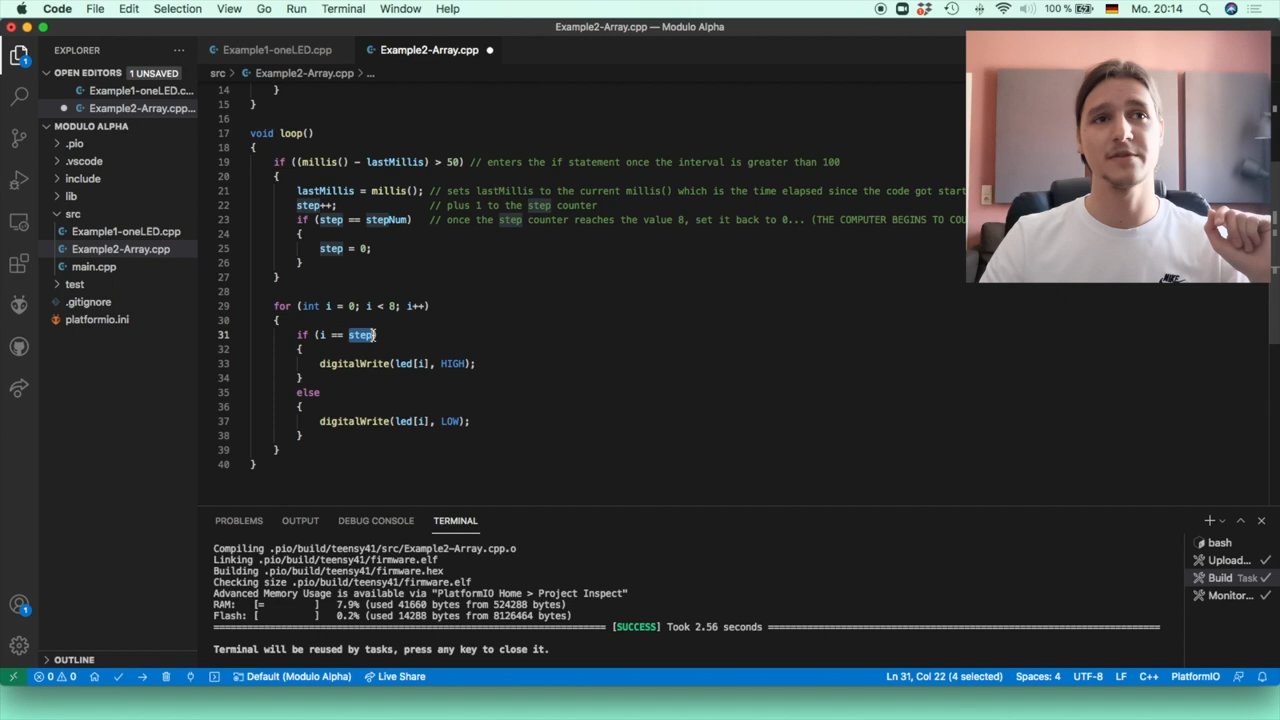 Code File Edit Selection View Go Run Terminal Window Help 100 % Mo. 20:14
Example2-Array.cpp — Modulo Alpha
EXPLORER
OPEN EDITORS 1 UNSAVED
Example1-oneLED.c...
Example2-Array.cpp...
MODULO ALPHA
.pio
.vscode
include
lib
src
Example1-oneLED.cpp
Example2-Array.cpp
main.cpp
test
.gitignore
platformio.ini
OUTLINE
Example1-oneLED.cpp Example2-Array.cpp
src > Example2-Array.cpp > ...
14 }
15 }
16
17 void loop()
18 {
19 if ((millis() - lastMillis) > 50) // enters the if statement once the interval is greater than 100
20 {
21 lastMillis = millis(); // sets lastMillis to the current millis() which is the time elapsed since the code got start
22 step++; // plus 1 to the step counter
23 if (step == stepNum) // once the step counter reaches the value 8, set it back to 0... (THE COMPUTER BEGINS TO COU
24 {
25 step = 0;
26 }
27 }
28
29 for (int i = 0; i < 8; i++)
30 {
31 if (i == step)
32 {
33 digitalWrite(led[i], HIGH);
34 }
35 else
36 {
37 digitalWrite(led[i], LOW);
38 }
39 }
40 }
PROBLEMS OUTPUT DEBUG CONSOLE TERMINAL
Compiling .pio/build/teensy41/src/Example2-Array.cpp.o
Linking .pio/build/teensy41/firmware.elf
Building .pio/build/teensy41/firmware.hex
Checking size .pio/build/teensy41/firmware.elf
Advanced Memory Usage is available via "PlatformIO Home > Project Inspect"
RAM: [= ] 7.9% (used 41660 bytes from 524288 bytes)
Flash: [ ] 0.2% (used 14288 bytes from 8126464 bytes)
[SUCCESS] Took 2.56 seconds
Terminal will be reused by tasks, press any key to close it.
bash
Upload...
Build Task
Monitor...
1
1
0 0 Default (Modulo Alpha) Live Share Ln 31, Col 22 (4 selected) Spaces: 4 UTF-8 LF C++ PlatformIO